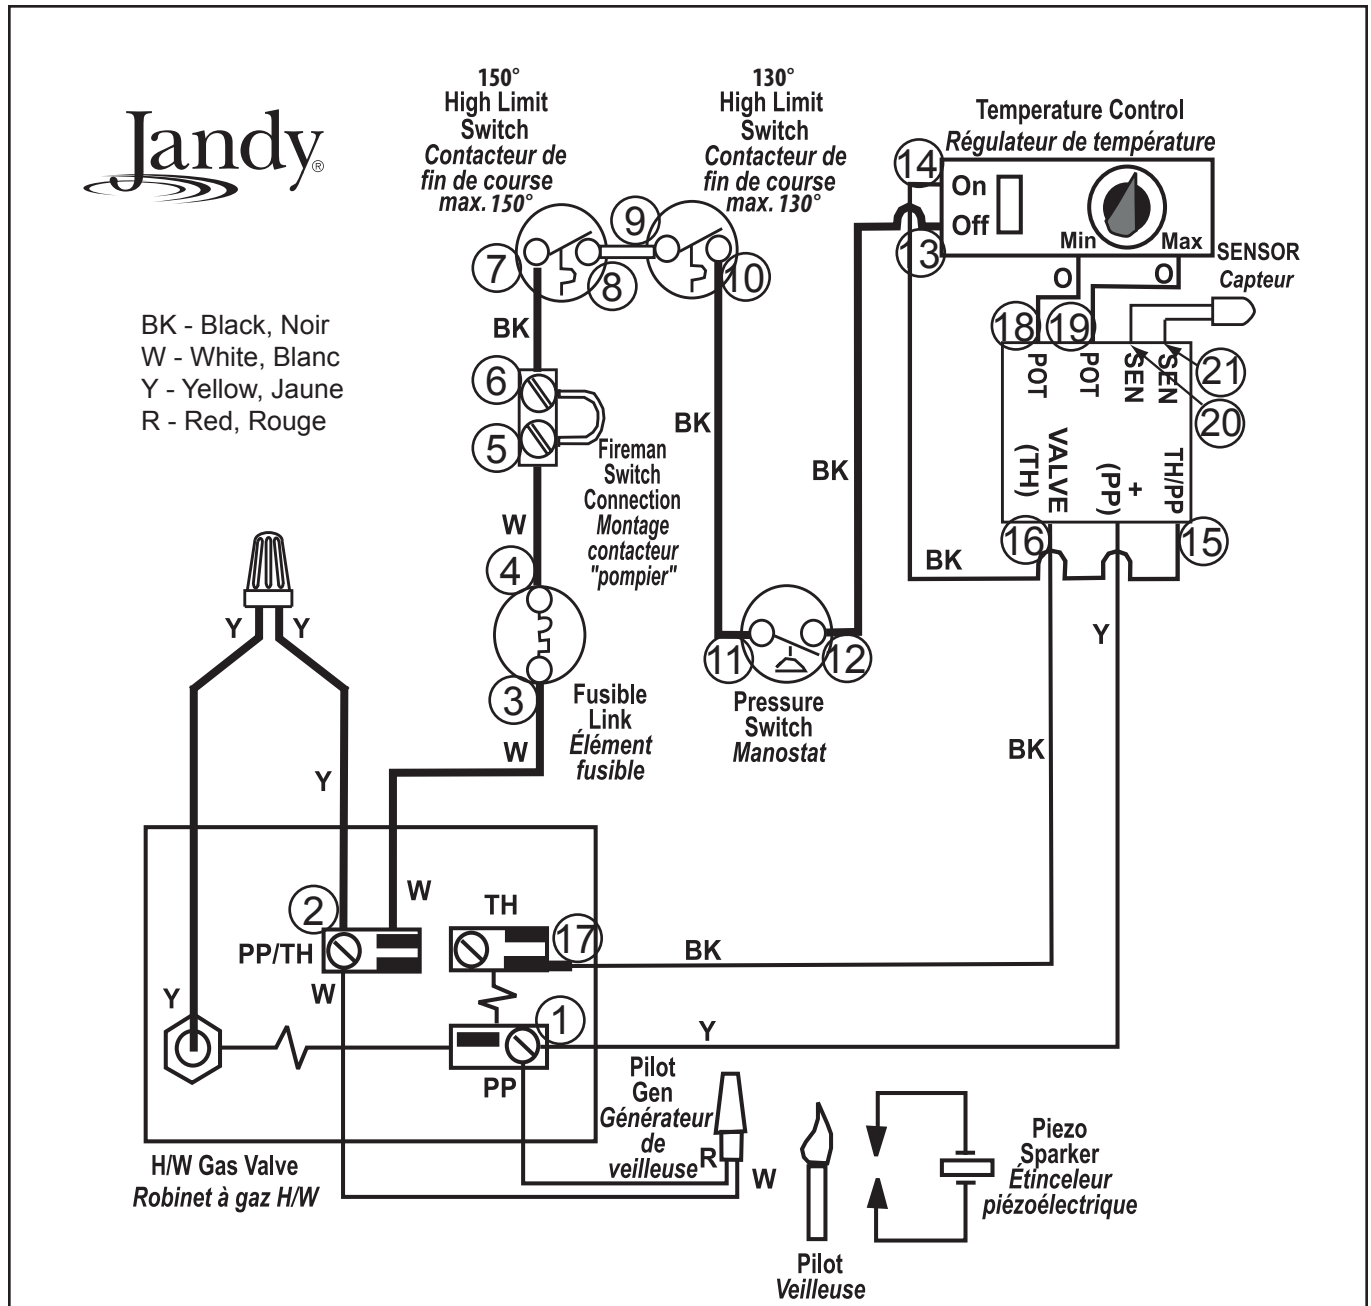 Jandy®
150°
High Limit
Switch
Contacteur de
fin de course
max. 150°
130°
High Limit
Switch
Contacteur de
fin de course
max. 130°
Temperature Control
Régulateur de température
On
Off
Min
Max
14
13
SENSOR
Capteur
O
O
BK - Black, Noir
W - White, Blanc
Y - Yellow, Jaune
R - Red, Rouge
7
8
9
10
BK
6
5
Fireman
Switch
Connection
Montage
contacteur
"pompier"
BK
BK
18
19
POT
POT
SEN
SEN
21
20
VALVE
(TH)
+
(PP)
TH/PP
16
15
BK
W
4
3
Fusible
Link
Élément
fusible
W
11
12
Pressure
Switch
Manostat
Y
Y
Y
Y
BK
2
W
TH
17
PP/TH
W
BK
Y
1
PP
Y
Pilot
Gen
Générateur
de
veilleuse
R
W
H/W Gas Valve
Robinet à gaz H/W
Pilot
Veilleuse
Piezo
Sparker
Étinceleur
piézoélectrique